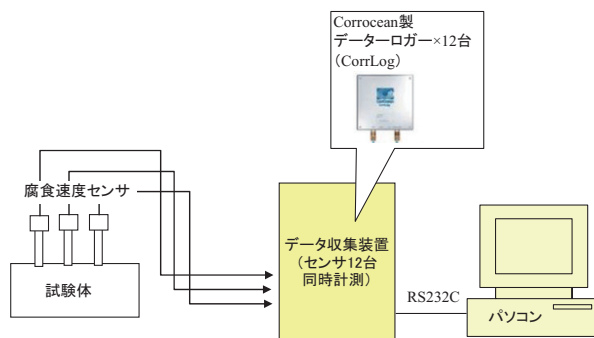 Corrocean製
データーロガー×12台
（CorrLog）
腐食速度センサ
試験体
データ収集装置
（センサ12台
同時計測）
RS232C
パソコン